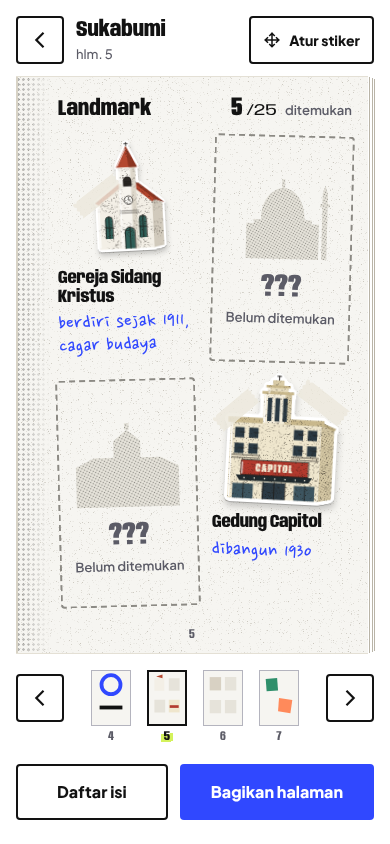 Sukabumi
hlm. 5
Atur stiker
Landmark
5 /25 ditemukan
Gereja Sidang
Kristus
berdiri sejak 1911,
cagar budaya
???
Belum ditemukan
???
Belum ditemukan
CAPITOL
Gedung Capitol
dibangun 1930
5
4
5
6
7
Daftar isi
Bagikan halaman